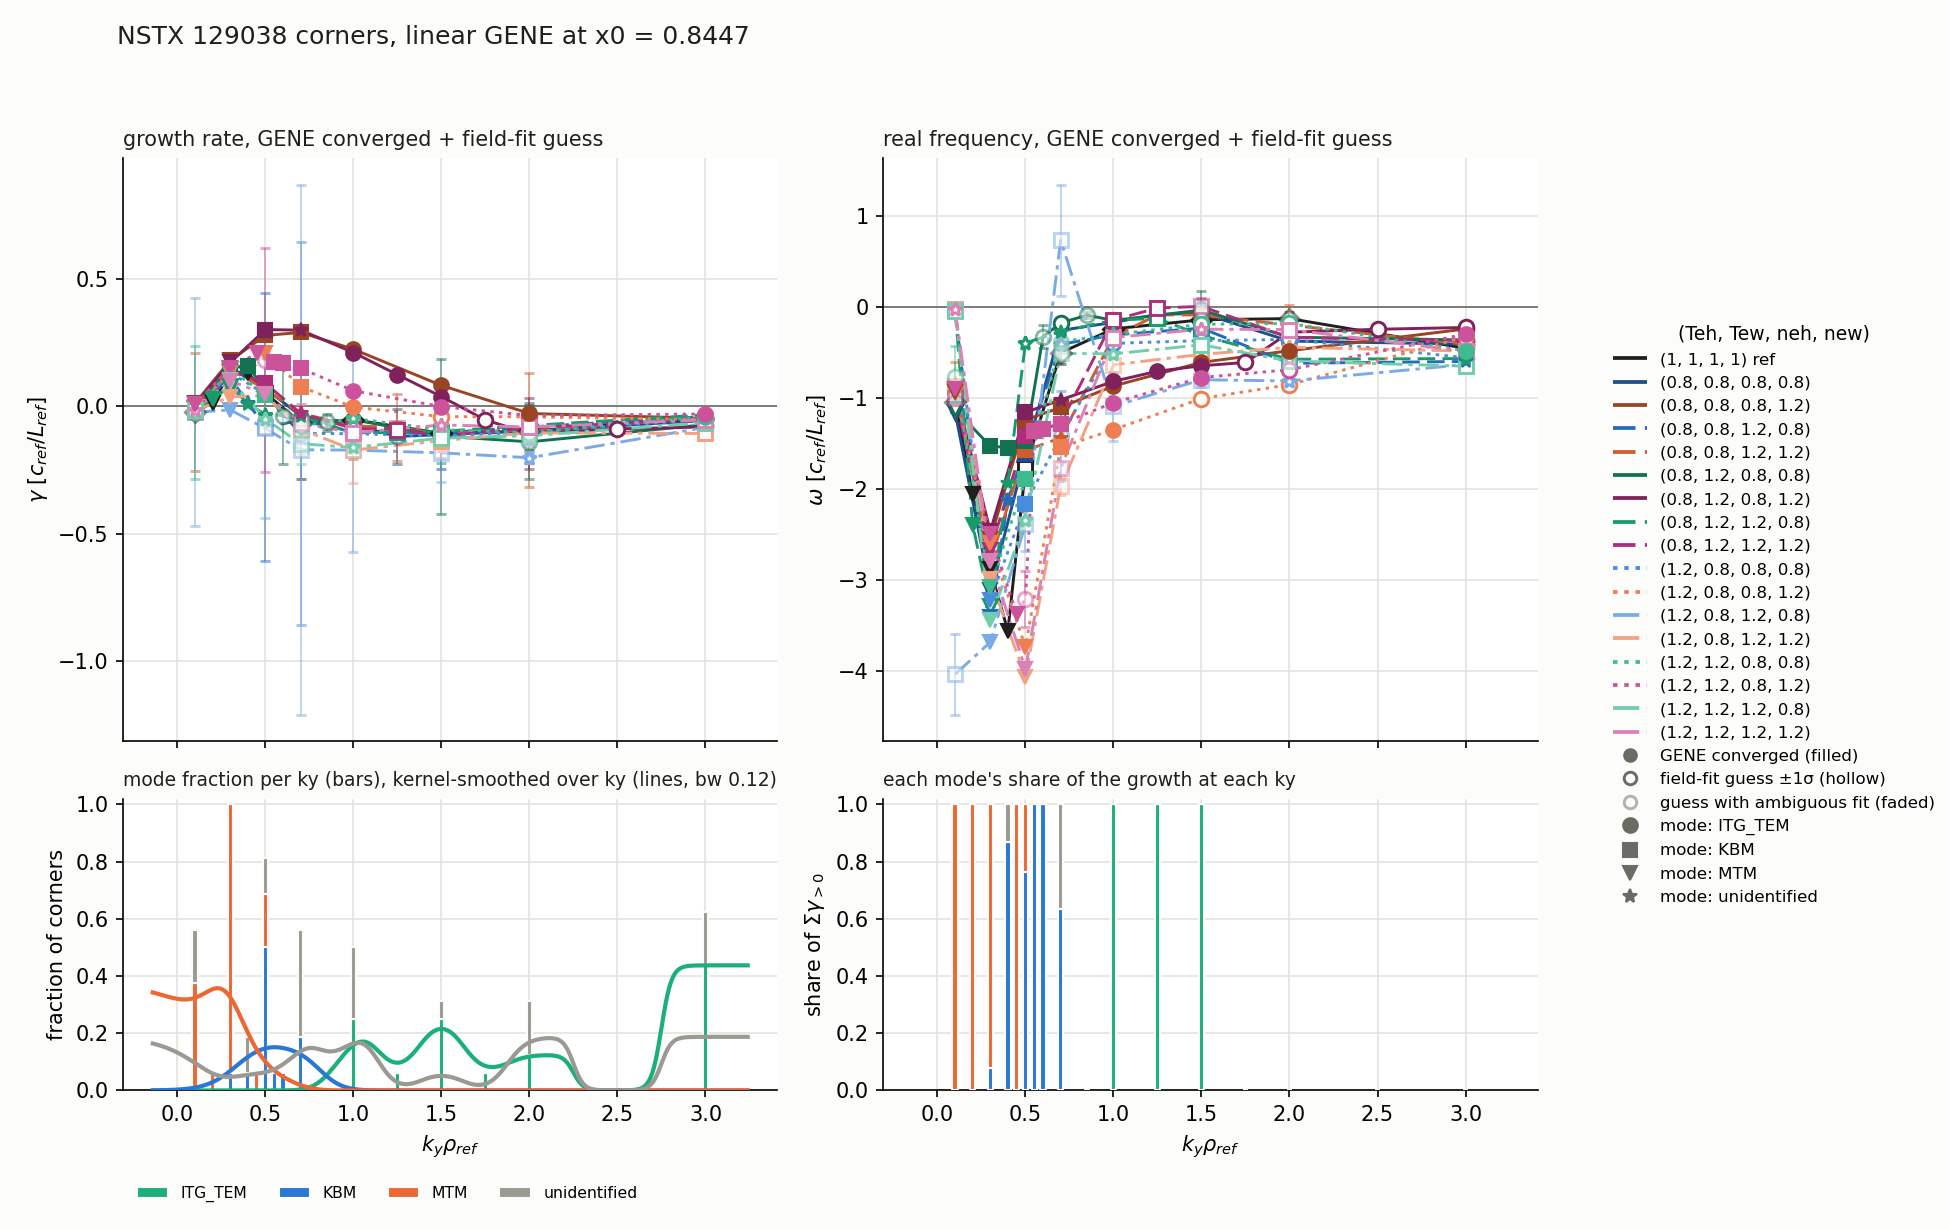 NSTX 129038 corners, linear GENE at x0 = 0.8447
growth rate, GENE converged + field-fit guess
0.5
0.0
−0.5
−1.0
γ [c_ref/L_ref]
real frequency, GENE converged + field-fit guess
1
0
−1
−2
−3
−4
ω [c_ref/L_ref]
(Teh, Tew, neh, new)
(1, 1, 1, 1) ref
(0.8, 0.8, 0.8, 0.8)
(0.8, 0.8, 0.8, 1.2)
(0.8, 0.8, 1.2, 0.8)
(0.8, 0.8, 1.2, 1.2)
(0.8, 1.2, 0.8, 0.8)
(0.8, 1.2, 0.8, 1.2)
(0.8, 1.2, 1.2, 0.8)
(0.8, 1.2, 1.2, 1.2)
(1.2, 0.8, 0.8, 0.8)
(1.2, 0.8, 0.8, 1.2)
(1.2, 0.8, 1.2, 0.8)
(1.2, 0.8, 1.2, 1.2)
(1.2, 1.2, 0.8, 0.8)
(1.2, 1.2, 0.8, 1.2)
(1.2, 1.2, 1.2, 0.8)
(1.2, 1.2, 1.2, 1.2)
GENE converged (filled)
field-fit guess ±1σ (hollow)
guess with ambiguous fit (faded)
mode: ITG_TEM
mode: KBM
mode: MTM
mode: unidentified
mode fraction per ky (bars), kernel-smoothed over ky (lines, bw 0.12)
1.0
0.8
0.6
0.4
0.2
0.0
fraction of corners
0.0 0.5 1.0 1.5 2.0 2.5 3.0
k_yρ_ref
each mode's share of the growth at each ky
1.0
0.8
0.6
0.4
0.2
0.0
share of Σγ_>0
0.0 0.5 1.0 1.5 2.0 2.5 3.0
k_yρ_ref
ITG_TEM KBM MTM unidentified